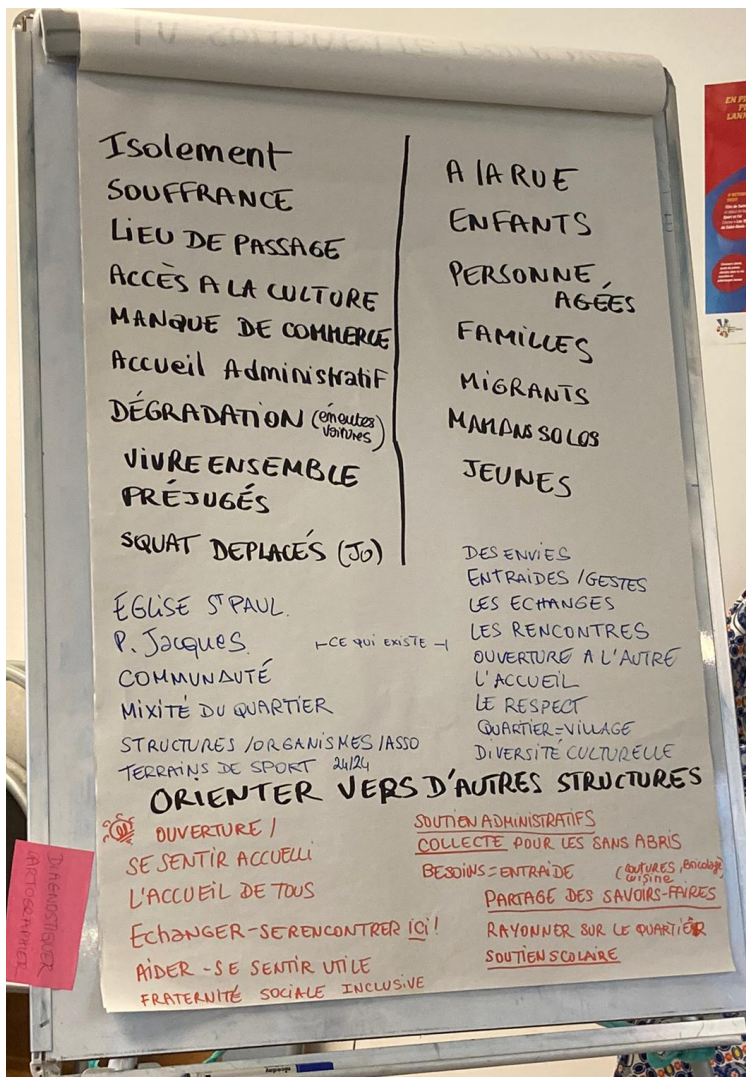 Isolement
SOUFFRANCE
LIEU DE PASSAGE
ACCÈS A LA CULTURE
MANQUE DE COMMERCE
Accueil Administratif
DÉGRADATION (émeutes
voitures)
VIVRE ENSEMBLE
PRÉJUGÉS
SQUAT DEPLACÉS (JO)
A LA RUE
ENFANTS
PERSONNE
AGÉES
FAMILLES
MIGRANTS
MAMANS SOLOS
JEUNES
ÉGLISE ST PAUL.
P. Jacques.
COMMUNAUTÉ
MIXITÉ DU QUARTIER
STRUCTURES / ORGANISMES / ASSO
TERRAINS DE SPORT 24/24
CE QUI EXISTE
DES ENVIES
ENTRAIDES / GESTES
LES ECHANGES
LES RENCONTRES
OUVERTURE A L'AUTRE
L'ACCUEIL
LE RESPECT
QUARTIER=VILLAGE
DIVERSITÉ CULTURELLE
ORIENTER VERS D'AUTRES STRUCTURES
OUVERTURE /
SE SENTIR ACCUELLI
L'ACCUEIL DE TOUS
Echanger-SE RENCONTRER ici!
AIDER - SE SENTIR UTILE
FRATERNITÉ SOCIALE INCLUSIVE
SOUTIEN ADMINISTRATIFS
COLLECTE POUR LES SANS ABRIS
BESOINS=ENTRAIDE (COUTURES, Bricolage
cuisine
PARTAGE DES SAVOIRS-FAIRES
RAYONNER SUR LE QUARTIER
SOUTIEN SCOLAIRE
DIAGNOSTIQUER
CARTOGRAPHIER